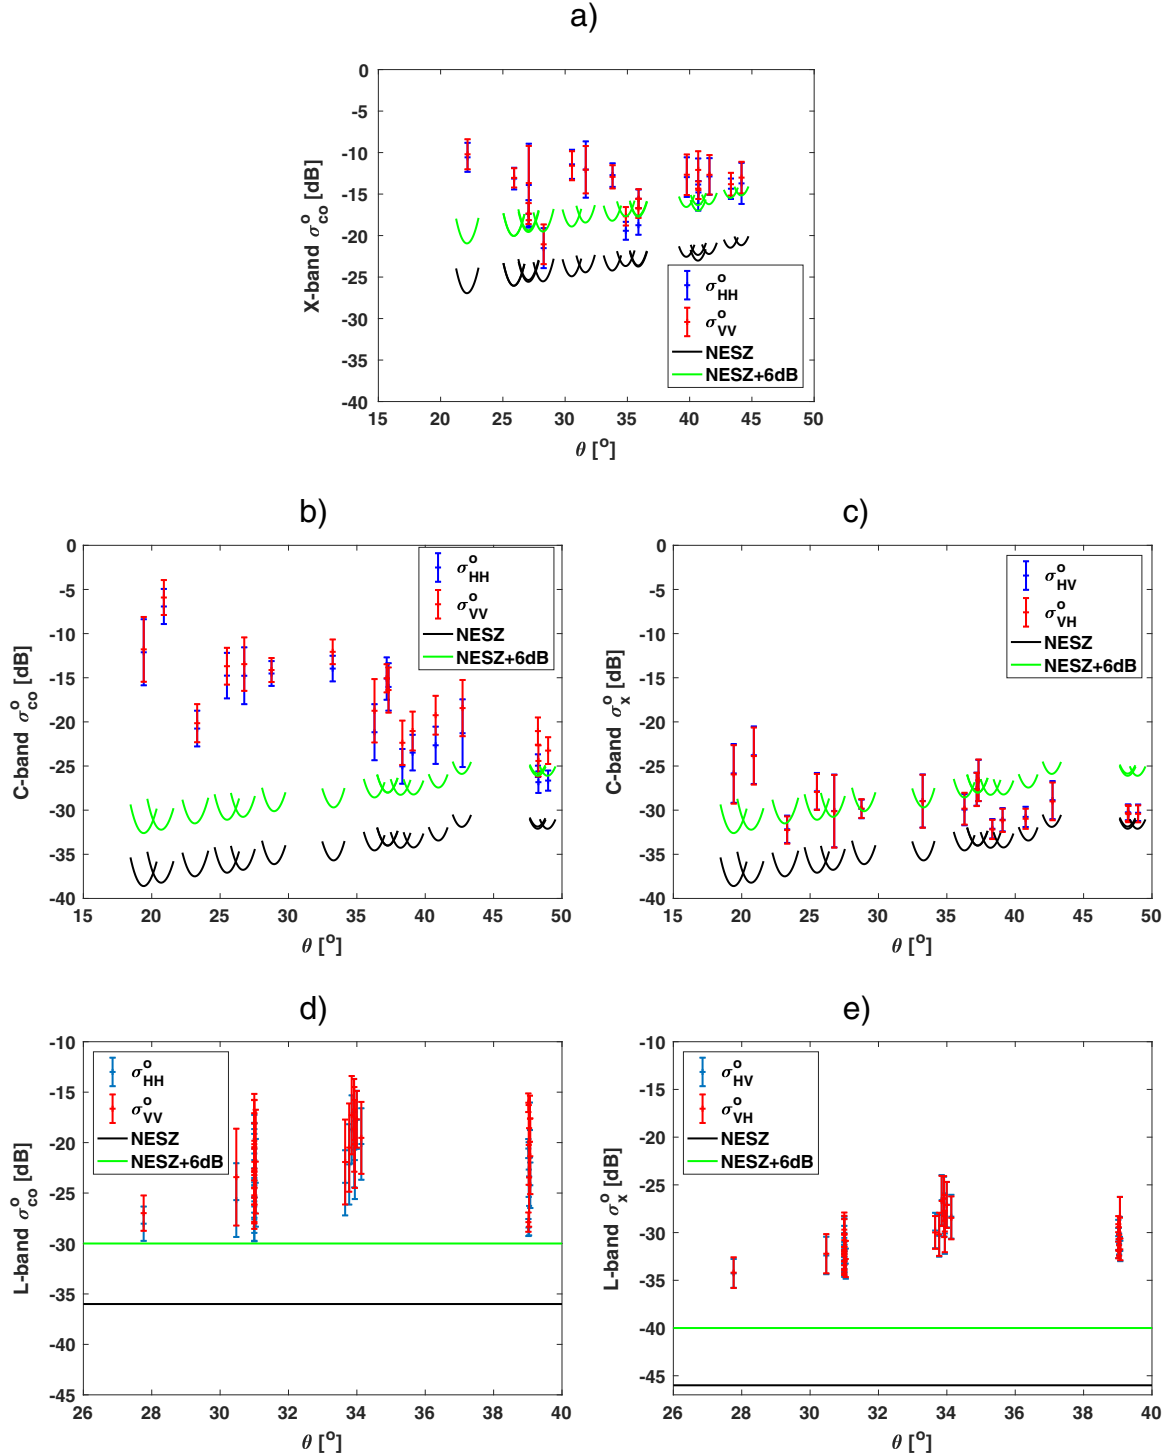 a)
0
-5
-10
-15
-20
-25
-30
-35
-40
X-band σ°co [dB]
σ°HH
σ°VV
NESZ
NESZ+6dB
15 20 25 30 35 40 45 50
θ [°]
b)
0
-5
-10
-15
-20
-25
-30
-35
-40
C-band σ°co [dB]
σ°HH
σ°VV
NESZ
NESZ+6dB
15 20 25 30 35 40 45 50
θ [°]
c)
0
-5
-10
-15
-20
-25
-30
-35
-40
C-band σ°x [dB]
σ°HV
σ°VH
NESZ
NESZ+6dB
15 20 25 30 35 40 45 50
θ [°]
d)
-10
-15
-20
-25
-30
-35
-40
-45
L-band σ°co [dB]
σ°HH
σ°VV
NESZ
NESZ+6dB
26 28 30 32 34 36 38 40
θ [°]
e)
-10
-15
-20
-25
-30
-35
-40
-45
L-band σ°x [dB]
σ°HV
σ°VH
NESZ
NESZ+6dB
26 28 30 32 34 36 38 40
θ [°]